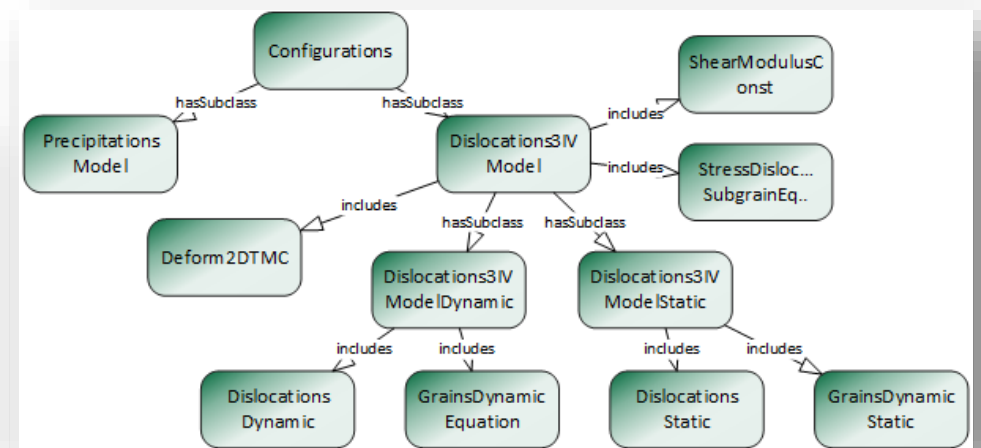 Configurations
ShearModulusC
onst
hasSubclass
hasSubclass
includes
Precipitations
Model
Dislocations3IV
Model
includes
StressDisloc...
SubgrainEq..
includes
Deform2DTMC
hasSubclass
hasSubclass
Dislocations3IV
ModelDynamic
Dislocations3IV
ModelStatic
includes
includes
includes
includes
Dislocations
Dynamic
GrainsDynamic
Equation
Dislocations
Static
GrainsDynamic
Static